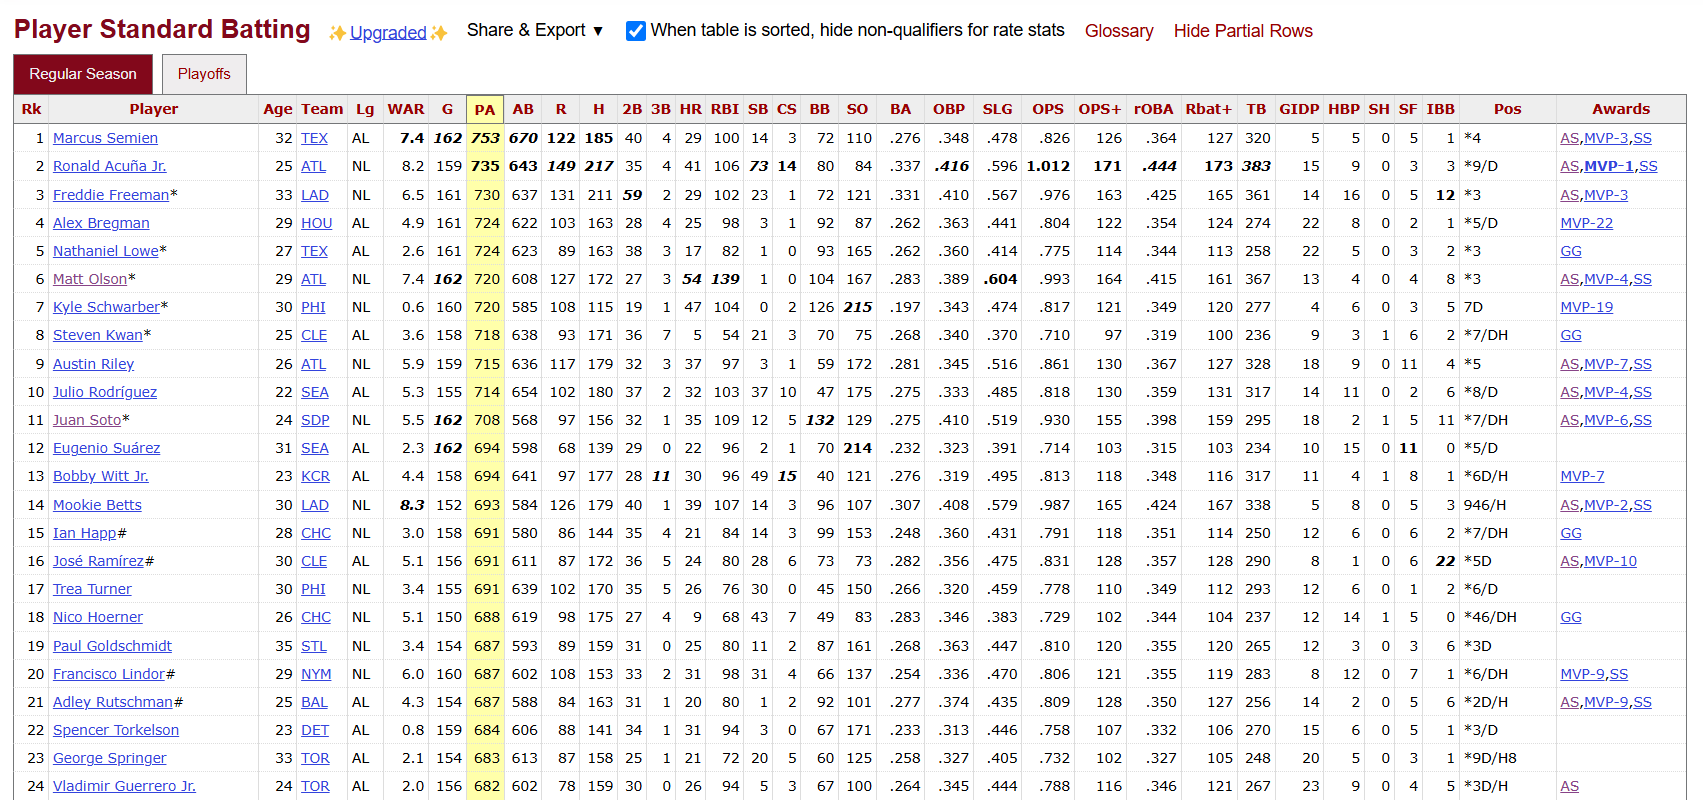 Player Standard Batting ✨Upgraded✨ Share & Export ▼ When table is sorted, hide non-qualifiers for rate stats Glossary Hide Partial Rows
Regular Season Playoffs
Rk Player Age Team Lg WAR G PA AB R H 2B 3B HR RBI SB CS BB SO BA OBP SLG OPS OPS+ rOBA Rbat+ TB GIDP HBP SH SF IBB Pos Awards
1 Marcus Semien 32 TEX AL 7.4 162 753 670 122 185 40 4 29 100 14 3 72 110 .276 .348 .478 .826 126 .364 127 320 5 5 0 5 1 *4 AS,MVP-3,SS
2 Ronald Acuña Jr. 25 ATL NL 8.2 159 735 643 149 217 35 4 41 106 73 14 80 84 .337 .416 .596 1.012 171 .444 173 383 15 9 0 3 3 *9/D AS,MVP-1,SS
3 Freddie Freeman* 33 LAD NL 6.5 161 730 637 131 211 59 2 29 102 23 1 72 121 .331 .410 .567 .976 163 .425 165 361 14 16 0 5 12 *3 AS,MVP-3
4 Alex Bregman 29 HOU AL 4.9 161 724 622 103 163 28 4 25 98 3 1 92 87 .262 .363 .441 .804 122 .354 124 274 22 8 0 2 1 *5/D MVP-22
5 Nathaniel Lowe* 27 TEX AL 2.6 161 724 623 89 163 38 3 17 82 1 0 93 165 .262 .360 .414 .775 114 .344 113 258 22 5 0 3 2 *3 GG
6 Matt Olson* 29 ATL NL 7.4 162 720 608 127 172 27 3 54 139 1 0 104 167 .283 .389 .604 .993 164 .415 161 367 13 4 0 4 8 *3 AS,MVP-4,SS
7 Kyle Schwarber* 30 PHI NL 0.6 160 720 585 108 115 19 1 47 104 0 2 126 215 .197 .343 .474 .817 121 .349 120 277 4 6 0 3 5 7D MVP-19
8 Steven Kwan* 25 CLE AL 3.6 158 718 638 93 171 36 7 5 54 21 3 70 75 .268 .340 .370 .710 97 .319 100 236 9 3 1 6 2 *7/DH GG
9 Austin Riley 26 ATL NL 5.9 159 715 636 117 179 32 3 37 97 3 1 59 172 .281 .345 .516 .861 130 .367 127 328 18 9 0 11 4 *5 AS,MVP-7,SS
10 Julio Rodríguez 22 SEA AL 5.3 155 714 654 102 180 37 2 32 103 37 10 47 175 .275 .333 .485 .818 130 .359 131 317 14 11 0 2 6 *8/D AS,MVP-4,SS
11 Juan Soto* 24 SDP NL 5.5 162 708 568 97 156 32 1 35 109 12 5 132 129 .275 .410 .519 .930 155 .398 159 295 18 2 1 5 11 *7/DH AS,MVP-6,SS
12 Eugenio Suárez 31 SEA AL 2.3 162 694 598 68 139 29 0 22 96 2 1 70 214 .232 .323 .391 .714 103 .315 103 234 10 15 0 11 0 *5/D
13 Bobby Witt Jr. 23 KCR AL 4.4 158 694 641 97 177 28 11 30 96 49 15 40 121 .276 .319 .495 .813 118 .348 116 317 11 4 1 8 1 *6D/H MVP-7
14 Mookie Betts 30 LAD NL 8.3 152 693 584 126 179 40 1 39 107 14 3 96 107 .307 .408 .579 .987 165 .424 167 338 5 8 0 5 3 946/H AS,MVP-2,SS
15 Ian Happ# 28 CHC NL 3.0 158 691 580 86 144 35 4 21 84 14 3 99 153 .248 .360 .431 .791 118 .351 114 250 12 6 0 6 2 *7/DH GG
16 José Ramírez# 30 CLE AL 5.1 156 691 611 87 172 36 5 24 80 28 6 73 73 .282 .356 .475 .831 128 .357 128 290 8 1 0 6 22 *5D AS,MVP-10
17 Trea Turner 30 PHI NL 3.4 155 691 639 102 170 35 5 26 76 30 0 45 150 .266 .320 .459 .778 110 .349 112 293 12 6 0 1 2 *6/D
18 Nico Hoerner 26 CHC NL 5.1 150 688 619 98 175 27 4 9 68 43 7 49 83 .283 .346 .383 .729 102 .344 104 237 12 14 1 5 0 *46/DH GG
19 Paul Goldschmidt 35 STL NL 3.4 154 687 593 89 159 31 0 25 80 11 2 87 161 .268 .363 .447 .810 120 .355 120 265 12 3 0 3 6 *3D
20 Francisco Lindor# 29 NYM NL 6.0 160 687 602 108 153 33 2 31 98 31 4 66 137 .254 .336 .470 .806 121 .355 119 283 8 12 0 7 1 *6/DH MVP-9,SS
21 Adley Rutschman# 25 BAL AL 4.3 154 687 588 84 163 31 1 20 80 1 2 92 101 .277 .374 .435 .809 128 .350 127 256 14 2 0 5 6 *2D/H AS,MVP-9,SS
22 Spencer Torkelson 23 DET AL 0.8 159 684 606 88 141 34 1 31 94 3 0 67 171 .233 .313 .446 .758 107 .332 106 270 15 6 0 5 1 *3/D
23 George Springer 33 TOR AL 2.1 154 683 613 87 158 25 1 21 72 20 5 60 125 .258 .327 .405 .732 102 .327 105 248 20 5 0 3 1 *9D/H8
24 Vladimir Guerrero Jr. 24 TOR AL 2.0 156 682 602 78 159 30 0 26 94 5 3 67 100 .264 .345 .444 .788 116 .346 121 267 23 9 0 4 5 *3D/H AS